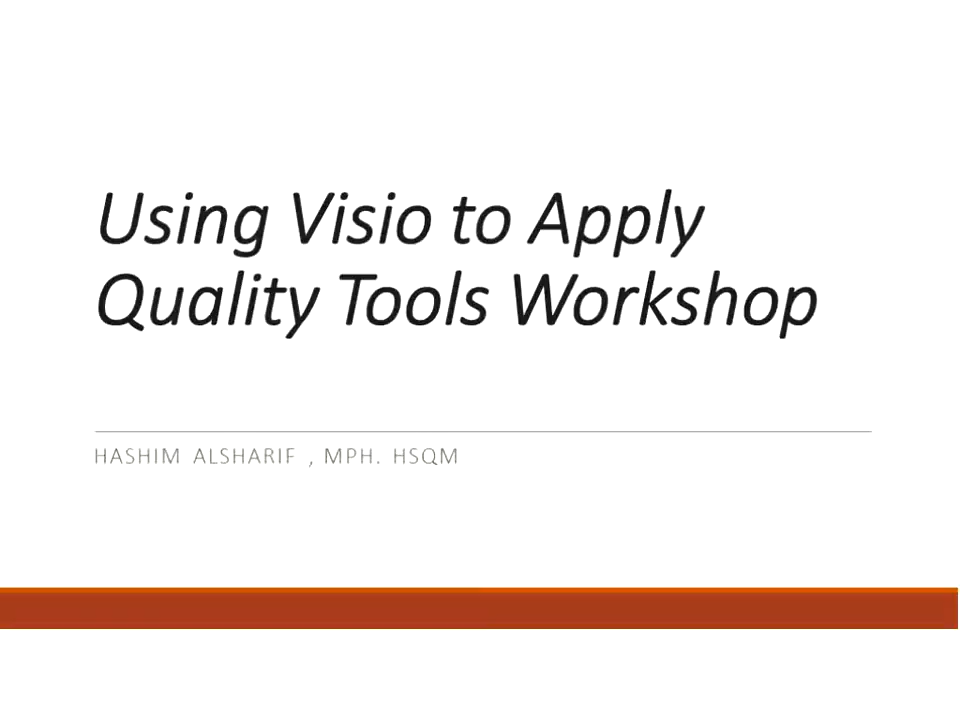 Using Visio to Apply
Quality Tools Workshop
HASHIM ALSHARIF , MPH. HSQM